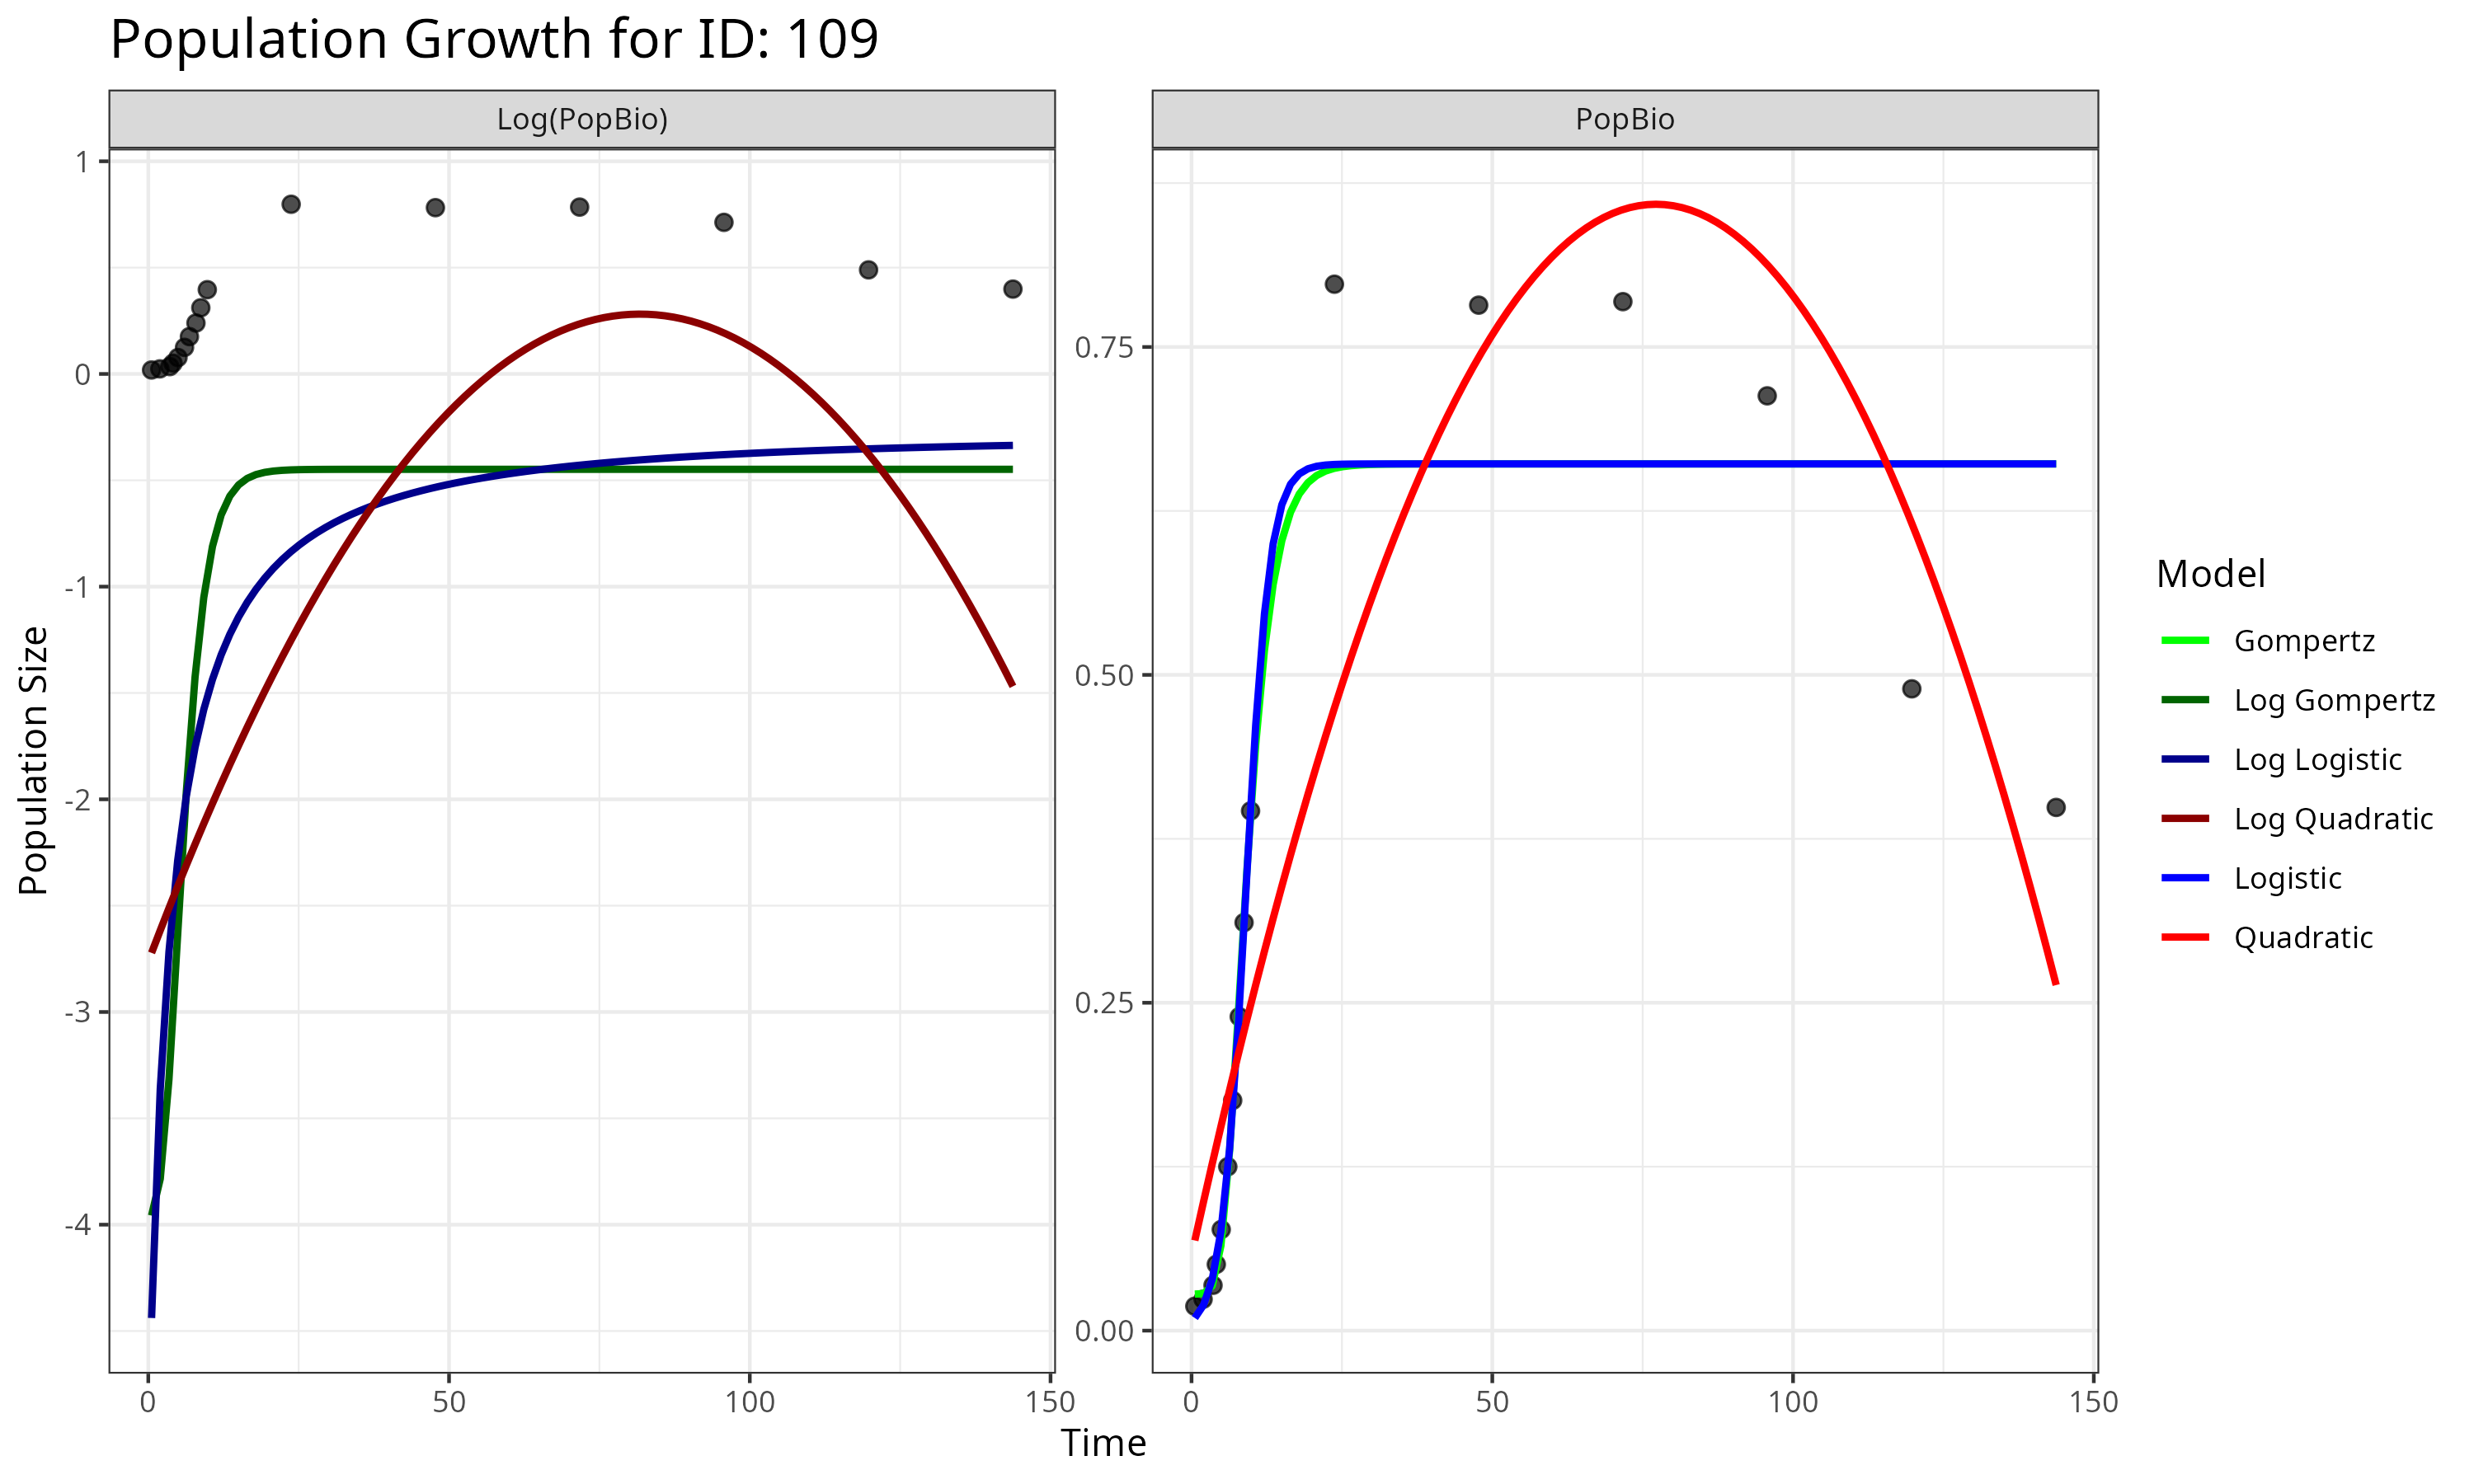 Population Growth for ID: 109
Log(PopBio)
PopBio
Population Size
1
0
-1
-2
-3
-4
0.75
0.50
0.25
0.00
0 50 100 150
0 50 100 150
Time
Model
Gompertz
Log Gompertz
Log Logistic
Log Quadratic
Logistic
Quadratic